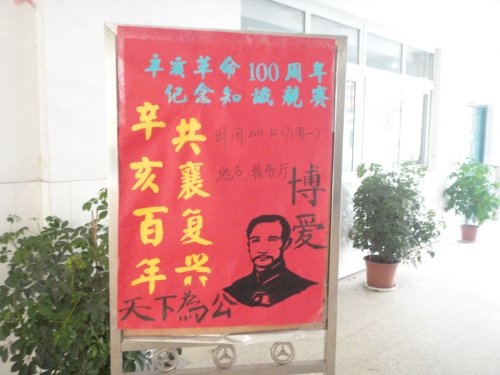 辛亥革命100周年
纪念知識競赛
时间:2011.10.17(周一)
地点:报告厅
辛亥百年
共襄复兴
博爱
天下為公